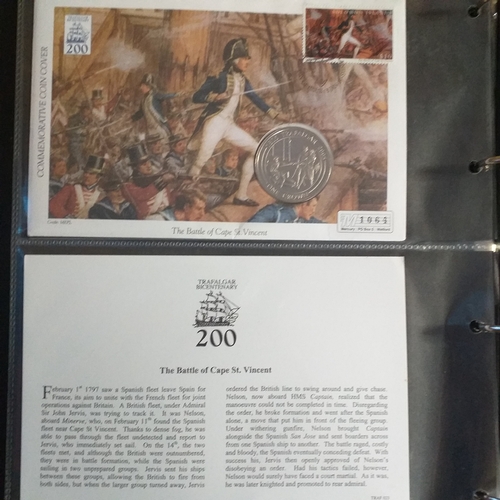 COMMEMORATIVE COIN COVER
200
The Battle of Cape St Vincent
1064
TRAFALGAR
BICENTENARY
200
The Battle of Cape St. Vincent
February 1st 1797 saw a Spanish fleet leave Spain for
France, its aim to unite with the French fleet for joint
operations against Britain. A British fleet, under Admiral
Sir John Jervis, was trying to track it. It was Nelson,
aboard Minerve, who, on February 11th found the Spanish
fleet near Cape St Vincent. Thanks to dense fog, he was
able to pass through the fleet undetected and report to
Jervis, who immediately set sail. On the 14th, the two
fleets met, and although the British were outnumbered,
they were in battle formation, while the Spanish were
sailing in two unprepared groups. Jervis sent his ships
between these groups, allowing the British to fire from
both sides, but when the larger group turned away, Jervis
ordered the British line to swing around and give chase.
Nelson, now aboard HMS Captain, realized that the
manoeuvre could not be completed in time. Disregarding
the order, he broke formation and went after the Spanish
alone, a move that put him in front of the fleeing group.
Under withering gunfire, Nelson brought Captain
alongside the Spanish San Jose and sent boarders across
from one Spanish ship to another. The battle raged, costly
and bloody, the Spanish eventually conceding defeat. With
success his, Jervis then openly approved of Nelson's
disobeying an order. Had his tactics failed, however,
Nelson would surely have faced a court martial. As it was,
he was later knighted and promoted to rear admiral.